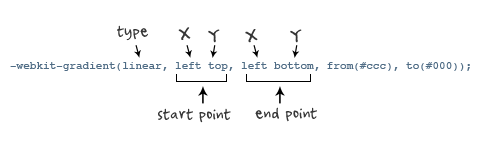 type X Y X Y
-webkit-gradient(linear, left top, left bottom, from(#ccc), to(#000));
start point end point